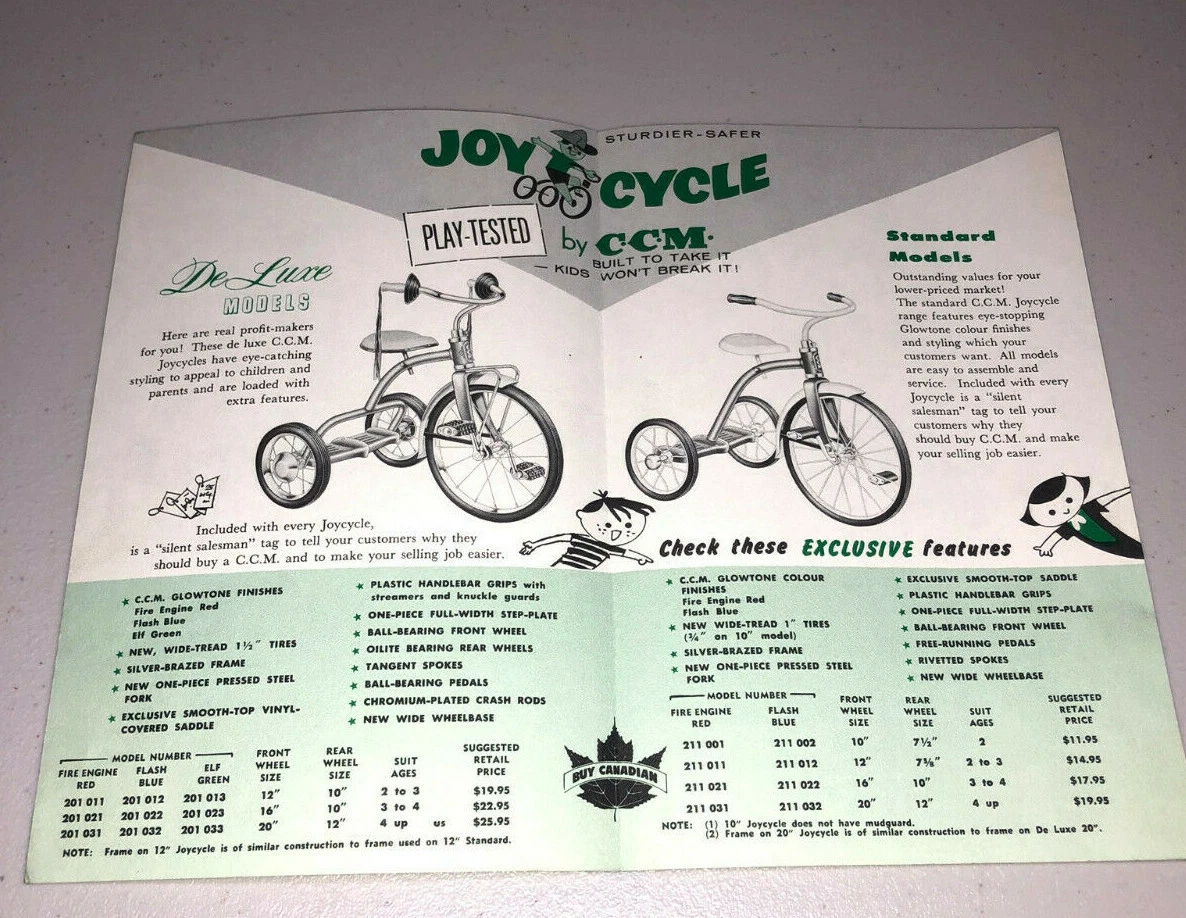 JOY CYCLE
STURDIER-SAFER
PLAY-TESTED
by C·C·M·
BUILT TO TAKE IT
— KIDS WON'T BREAK IT!
De Luxe
MODELS
Here are real profit-makers
for you! These de luxe C.C.M.
Joycycles have eye-catching
styling to appeal to children and
parents and are loaded with
extra features.
Included with every Joycycle,
is a "silent salesman" tag to tell your customers why they
should buy a C.C.M. and to make your selling job easier.
Standard
Models
Outstanding values for your
lower-priced market!
The standard C.C.M. Joycycle
range features eye-stopping
Glowtone colour finishes
and styling which your
customers want. All models
are easy to assemble and
service. Included with every
Joycycle is a "silent
salesman" tag to tell your
customers why they
should buy C.C.M. and make
your selling job easier.
Check these EXCLUSIVE features
★ C.C.M. GLOWTONE FINISHES
Fire Engine Red
Flash Blue
Elf Green
★ NEW, WIDE-TREAD 1½" TIRES
★ SILVER-BRAZED FRAME
★ NEW ONE-PIECE PRESSED STEEL
FORK
★ EXCLUSIVE SMOOTH-TOP VINYL-
COVERED SADDLE
★ PLASTIC HANDLEBAR GRIPS with
streamers and knuckle guards
★ ONE-PIECE FULL-WIDTH STEP-PLATE
★ BALL-BEARING FRONT WHEEL
★ OILITE BEARING REAR WHEELS
★ TANGENT SPOKES
★ BALL-BEARING PEDALS
★ CHROMIUM-PLATED CRASH RODS
★ NEW WIDE WHEELBASE
MODEL NUMBER FRONT REAR SUGGESTED
FIRE ENGINE FLASH ELF WHEEL WHEEL SUIT RETAIL
RED BLUE GREEN SIZE SIZE AGES PRICE
201 011 201 012 201 013 12" 10" 2 to 3 $19.95
201 021 201 022 201 023 16" 10" 3 to 4 $22.95
201 031 201 032 201 033 20" 12" 4 up us $25.95
NOTE: Frame on 12" Joycycle is of similar construction to frame used on 12" Standard.
BUY CANADIAN
★ C.C.M. GLOWTONE COLOUR
FINISHES
Fire Engine Red
Flash Blue
★ NEW WIDE-TREAD 1" TIRES
(¾" on 10" model)
★ SILVER-BRAZED FRAME
★ NEW ONE-PIECE PRESSED STEEL
FORK
★ EXCLUSIVE SMOOTH-TOP SADDLE
★ PLASTIC HANDLEBAR GRIPS
★ ONE-PIECE FULL-WIDTH STEP-PLATE
★ BALL-BEARING FRONT WHEEL
★ FREE-RUNNING PEDALS
★ RIVETTED SPOKES
★ NEW WIDE WHEELBASE
MODEL NUMBER FRONT REAR SUGGESTED
FIRE ENGINE FLASH WHEEL WHEEL SUIT RETAIL
RED BLUE SIZE SIZE AGES PRICE
211 001 211 002 10" 7½" 2 $11.95
211 011 211 012 12" 2 to 3 $14.95
211 021 211 022 16" 10" 3 to 4 $17.95
211 031 211 032 20" 12" 4 up $19.95
NOTE: (1) 10" Joycycle does not have mudguard.
(2) Frame on 20" Joycycle is of similar construction to frame on De Luxe 20".